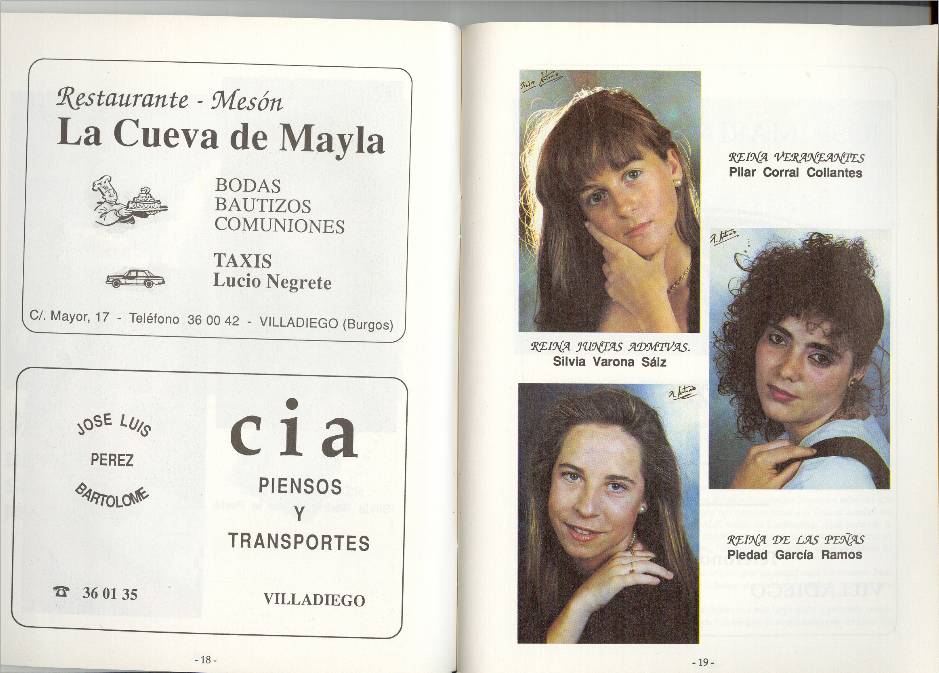 Restaurante - Mesón
La Cueva de Mayla
BODAS
BAUTIZOS
COMUNIONES
TAXIS
Lucio Negrete
C/. Mayor, 17 - Teléfono 36 00 42 - VILLADIEGO (Burgos)
JOSE LUIS
PEREZ
BARTOLOME
☎ 36 01 35
cia
PIENSOS
Y
TRANSPORTES
VILLADIEGO
- 18 -
REINA VERANEANTES
Pilar Corral Collantes
REINA JUNTAS ADMTVAS.
Silvia Varona Sáiz
REINA DE LAS PEÑAS
Piedad García Ramos
VILLADIEGO
- 19 -